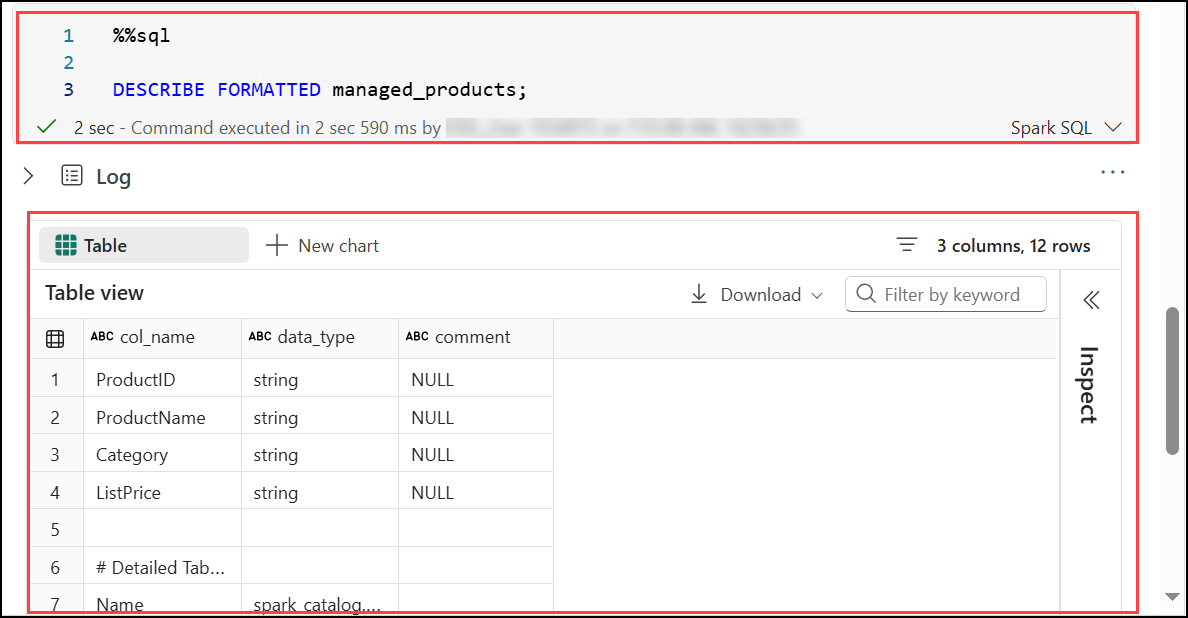 1 %%sql
2
3 DESCRIBE FORMATTED managed_products;
2 sec - Command executed in 2 sec 590 ms by
Spark SQL
Log
...
Table
New chart
3 columns, 12 rows
Table view
Download
Filter by keyword
ABC col_name ABC data_type ABC comment
1 ProductID string NULL
2 ProductName string NULL
3 Category string NULL
4 ListPrice string NULL
5
6 # Detailed Tab...
7 Name spark_catalog....
Inspect